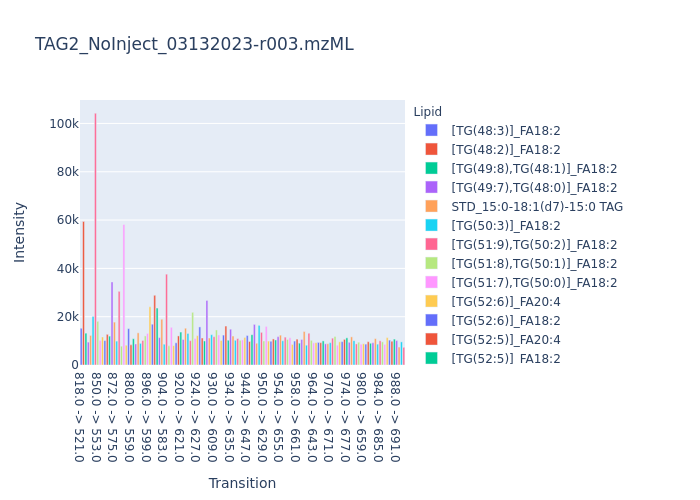 TAG2_NoInject_03132023-r003.mzML
Lipid
[TG(48:3)]_FA18:2
[TG(48:2)]_FA18:2
[TG(49:8),TG(48:1)]_FA18:2
[TG(49:7),TG(48:0)]_FA18:2
STD_15:0-18:1(d7)-15:0 TAG
[TG(50:3)]_FA18:2
[TG(51:9),TG(50:2)]_FA18:2
[TG(51:8),TG(50:1)]_FA18:2
[TG(51:7),TG(50:0)]_FA18:2
[TG(52:6)]_FA20:4
[TG(52:6)]_FA18:2
[TG(52:5)]_FA20:4
[TG(52:5)]_FA18:2
Intensity
100k
80k
60k
40k
20k
0
818.0 -> 521.0
850.0 -> 553.0
872.0 -> 575.0
880.0 -> 559.0
896.0 -> 599.0
904.0 -> 583.0
920.0 -> 621.0
924.0 -> 627.0
930.0 -> 609.0
934.0 -> 635.0
944.0 -> 647.0
950.0 -> 629.0
954.0 -> 655.0
958.0 -> 661.0
964.0 -> 643.0
970.0 -> 671.0
974.0 -> 677.0
980.0 -> 659.0
984.0 -> 685.0
988.0 -> 691.0
Transition